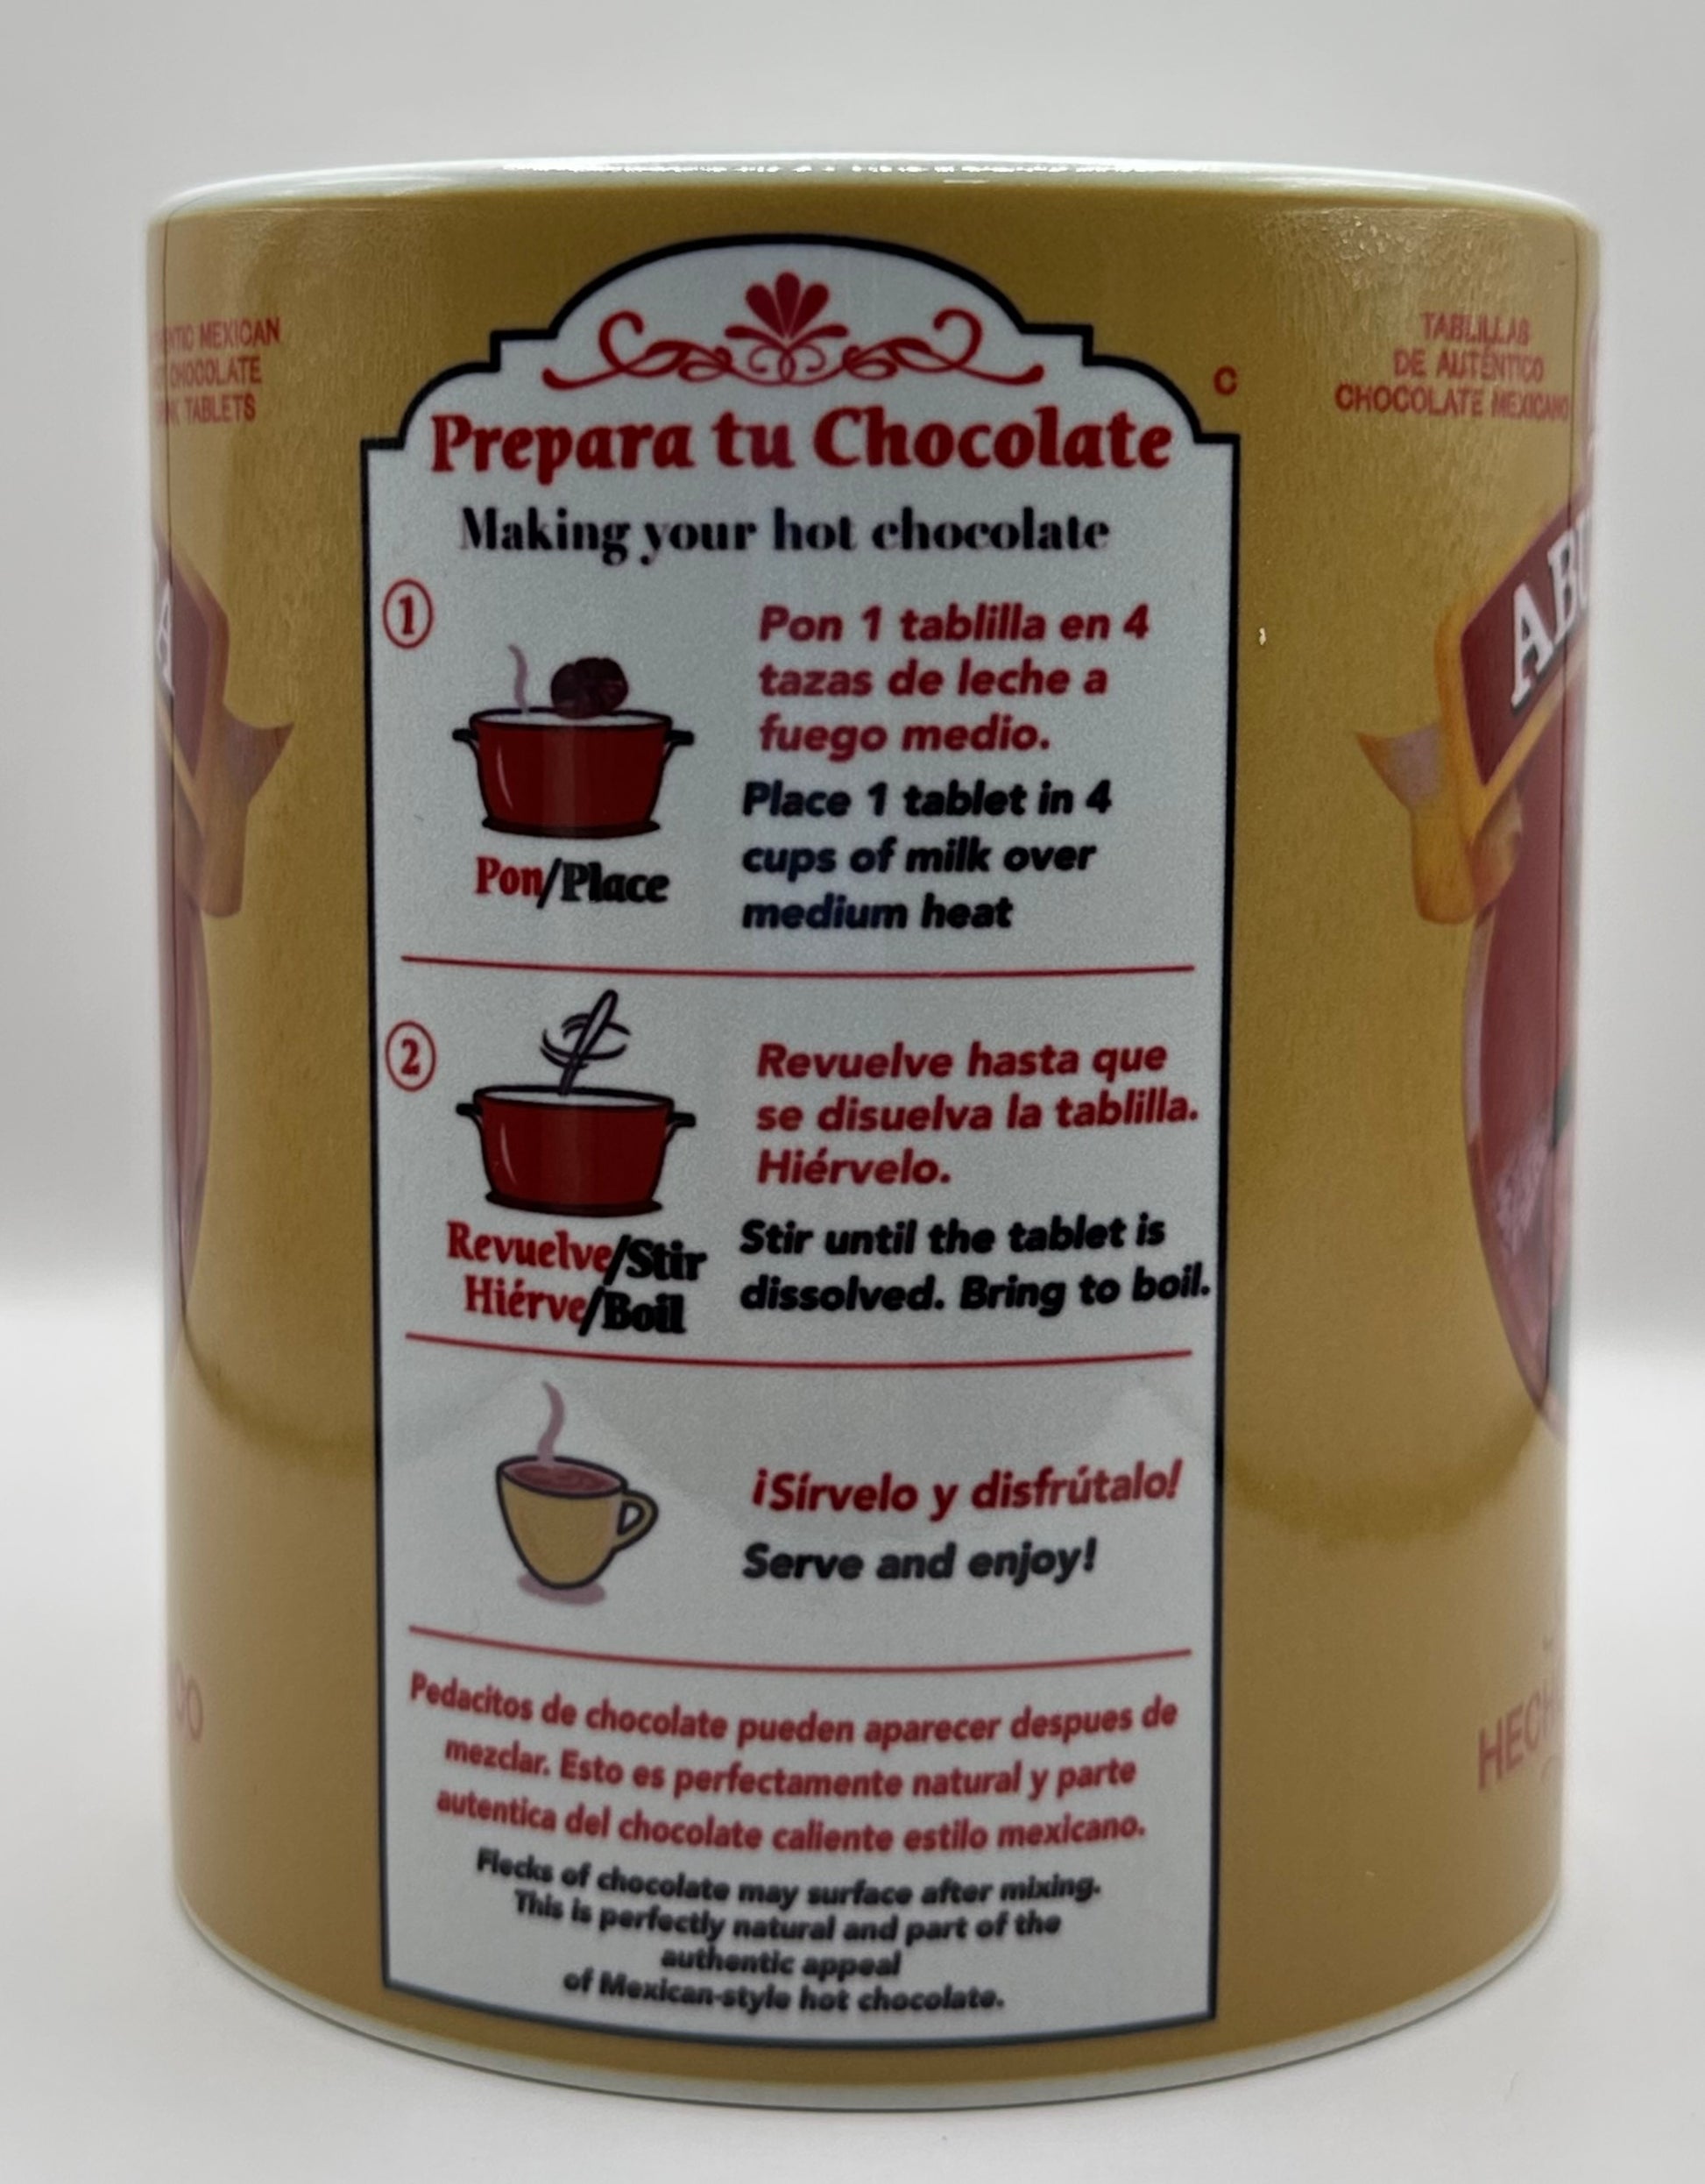 MEXICAN
CHOCOLATE
TABLETS
Prepara tu Chocolate
Making your hot chocolate
1
Pon 1 tablilla en 4
tazas de leche a
fuego medio.
Place 1 tablet in 4
cups of milk over
medium heat
Pon/Place
2
Revuelve hasta que
se disuelva la tablilla.
Hiérvelo.
Stir until the tablet is
dissolved. Bring to boil.
Revuelve/Stir
Hiérve/Boil
¡Sírvelo y disfrútalo!
Serve and enjoy!
Pedacitos de chocolate pueden aparecer despues de
mezclar. Esto es perfectamente natural y parte
autentica del chocolate caliente estilo mexicano.
Flecks of chocolate may surface after mixing.
This is perfectly natural and part of the
authentic appeal
of Mexican-style hot chocolate.
C
TABLILLAS
DE AUTÉNTICO
CHOCOLATE MEXICANO